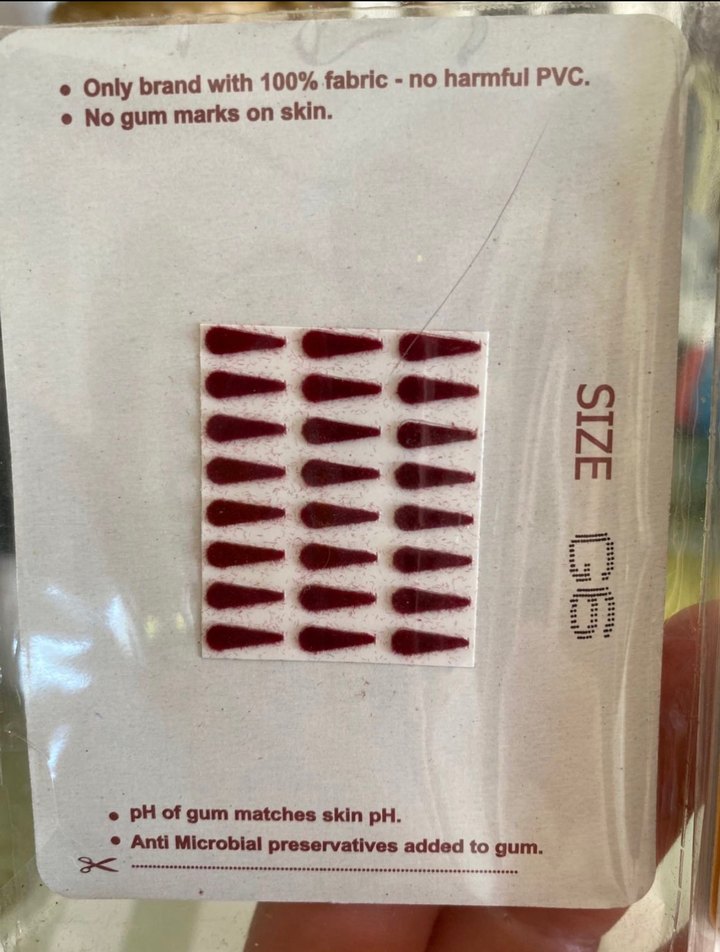 • Only brand with 100% fabric - no harmful PVC.
• No gum marks on skin.
SIZE G6
• pH of gum matches skin pH.
• Anti Microbial preservatives added to gum.